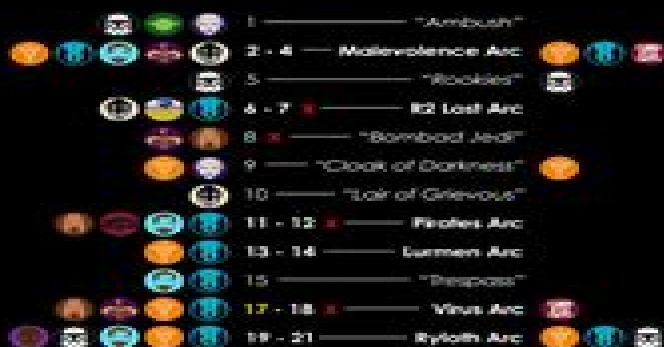 1 "Ambush"
2 - 4 Malevolence Arc
5 "Rookies"
6 - 7 x R2 Lost Arc
8 x "Bombad Jedi"
9 "Cloak of Darkness"
10 "Lair of Grievous"
11 - 12 x Pirates Arc
13 - 14 Lurmen Arc
15 "Trespass"
17 - 18 x Virus Arc
19 - 21 Ryloth Arc